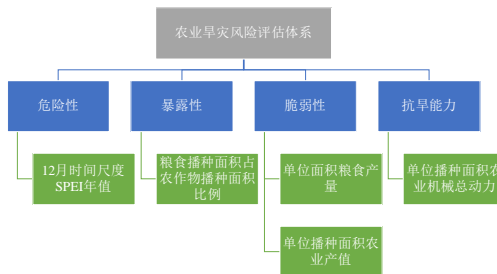 农业旱灾风险评估体系
危险性
暴露性
脆弱性
抗旱能力
12月时间尺度
SPEI年值
粮食播种面积占
农作物播种面积
比例
单位面积粮食产
量
单位播种面积农
业机械总动力
单位播种面积农
业产值